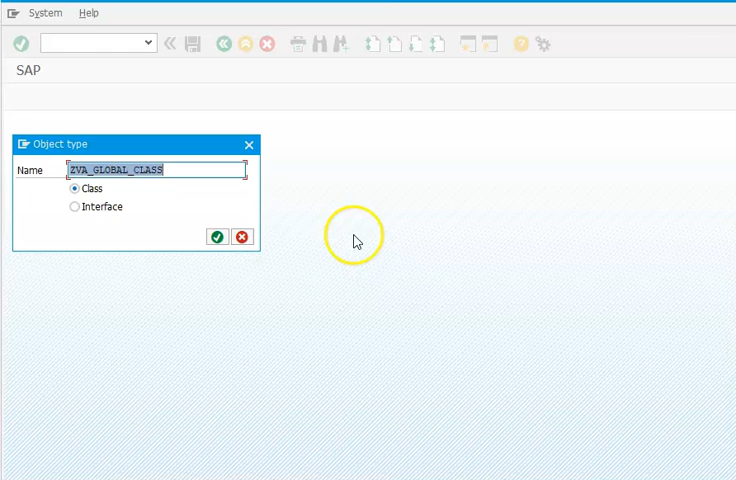 System Help
SAP
Object type
Name ZVA_GLOBAL_CLASS
Class
Interface